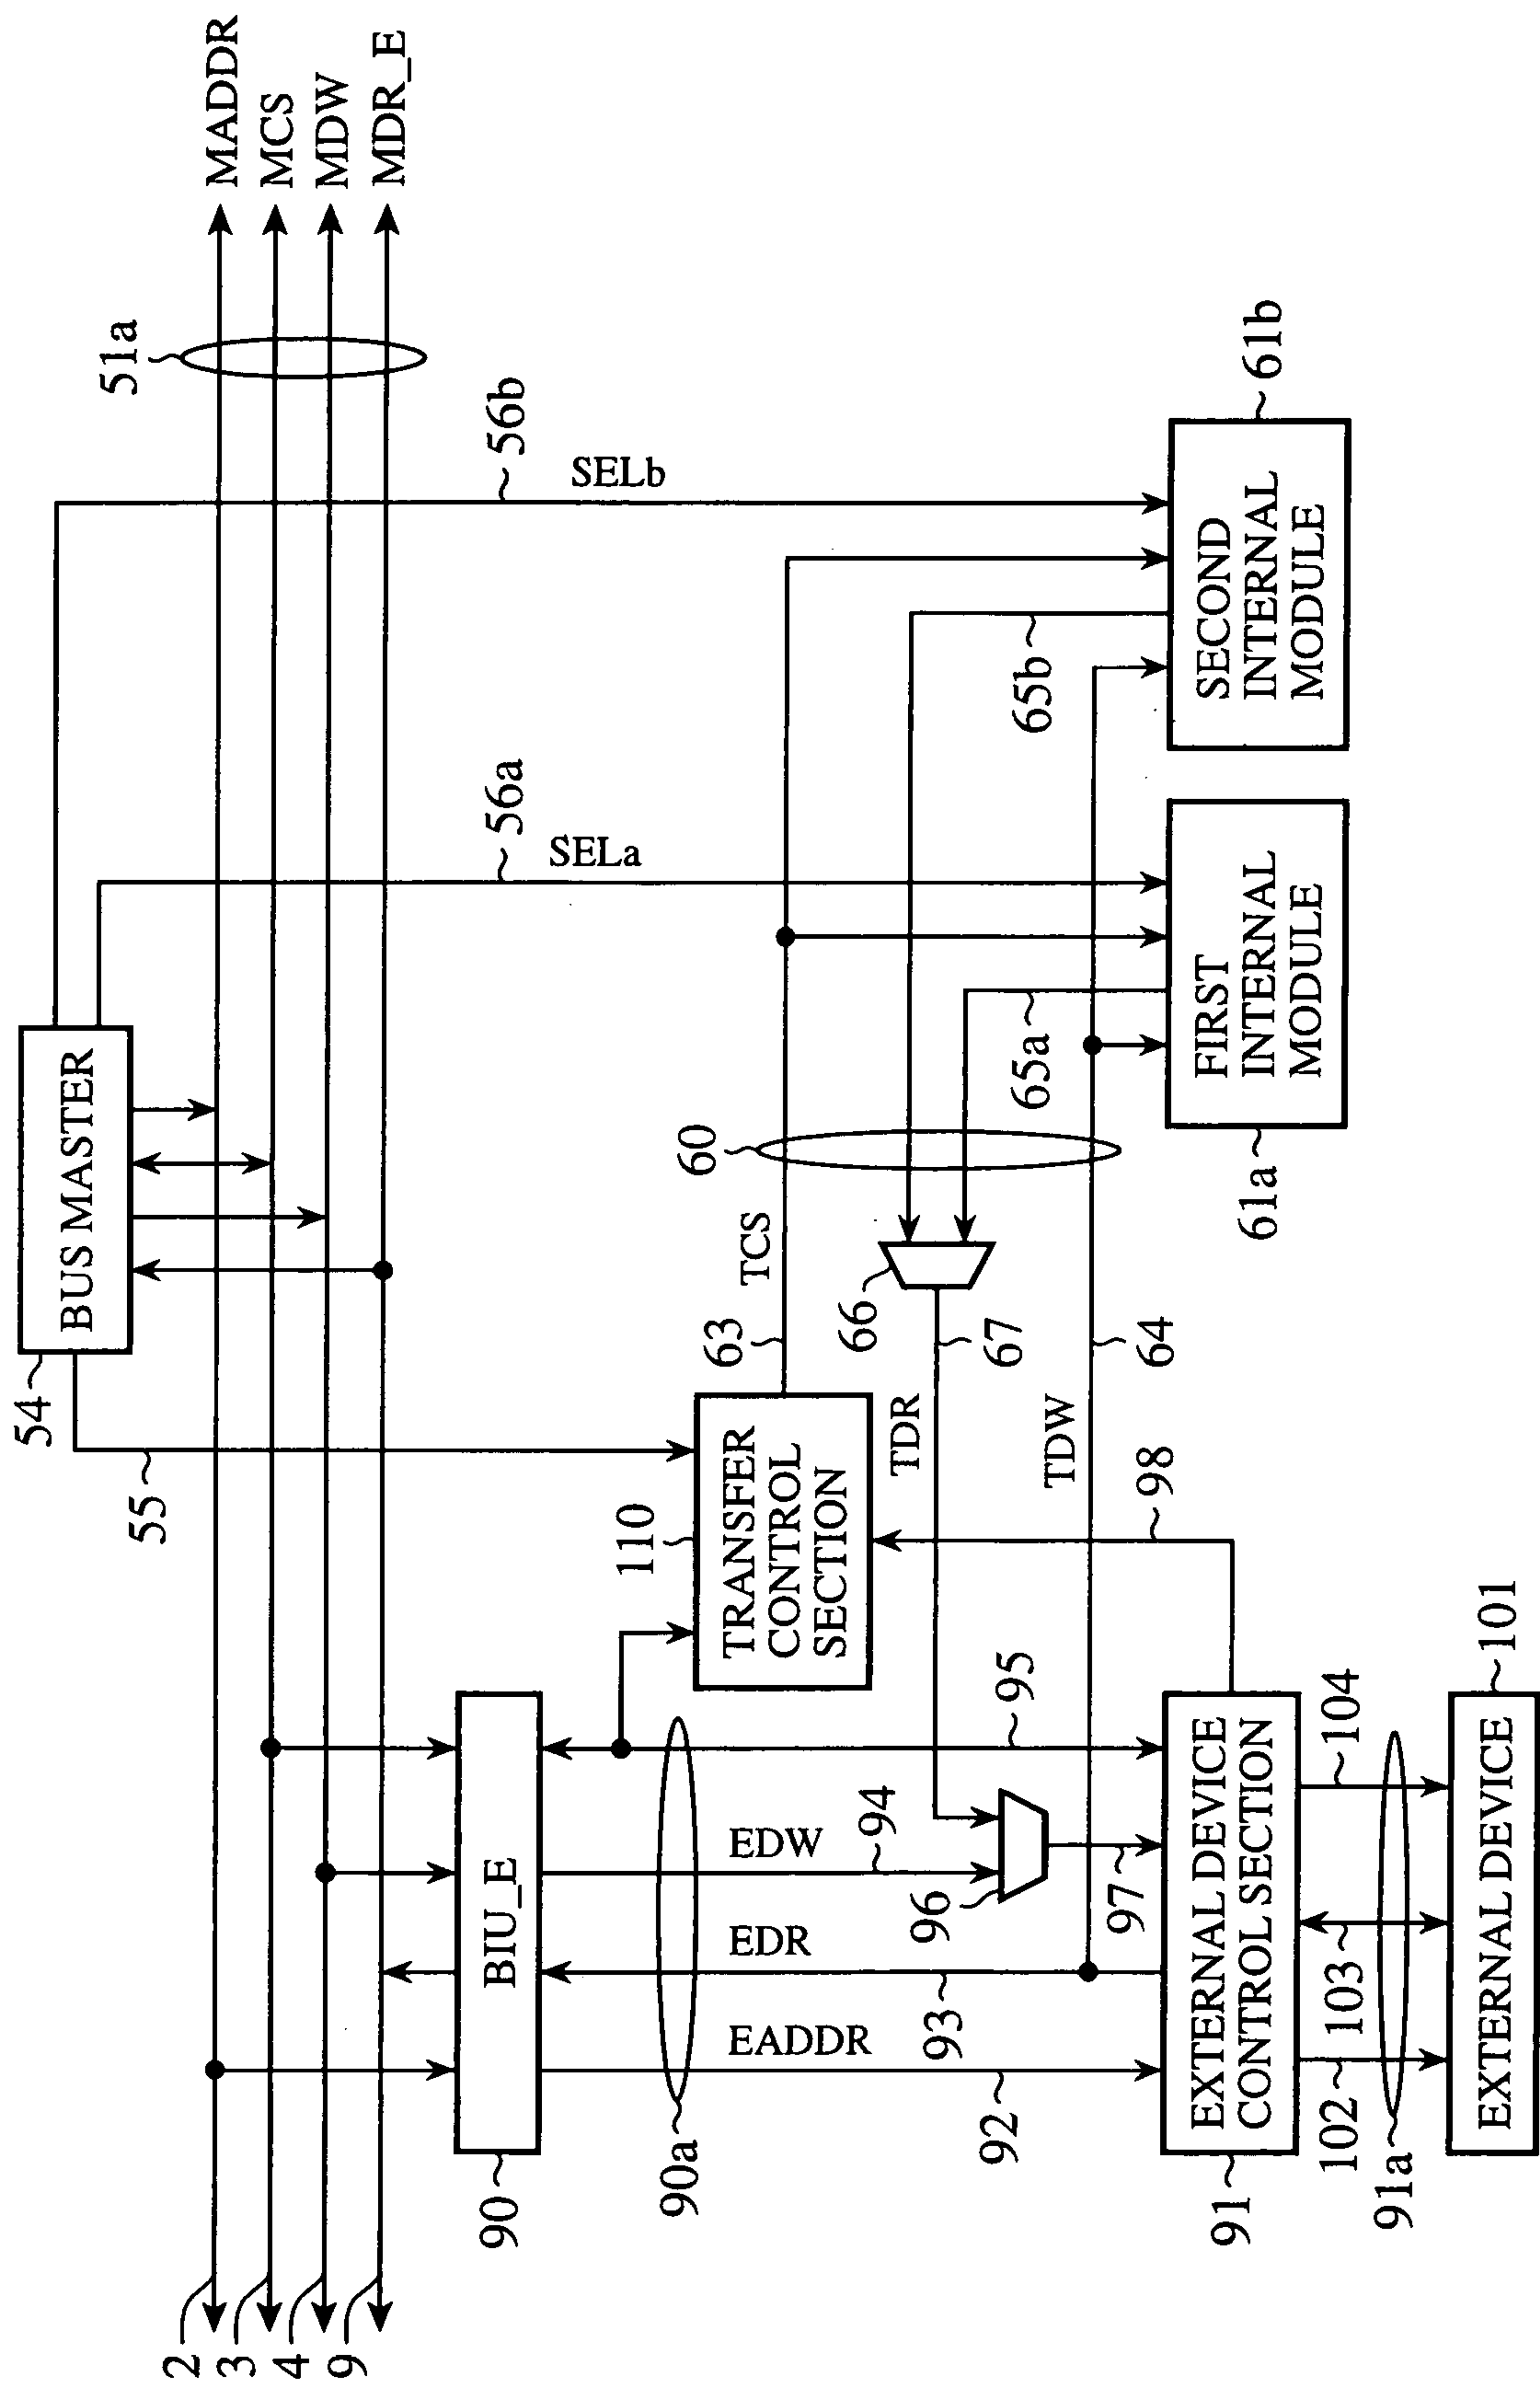 54
BUS MASTER
51a
MADDR
MCS
MDW
MDR_E
2
3
4
9
55
56a
SELa
56b
SELb
90
BIU_E
110
TRANSFER
CONTROL
SECTION
63
TCS
60
90a
EDW
94
95
EDR
93
EADDR
92
96
97
TDR
66
67
TDW
64
65a
65b
98
91
EXTERNAL DEVICE
CONTROL SECTION
61a
FIRST
INTERNAL
MODULE
SECOND
INTERNAL
MODULE
61b
102
103
104
91a
EXTERNAL DEVICE
101